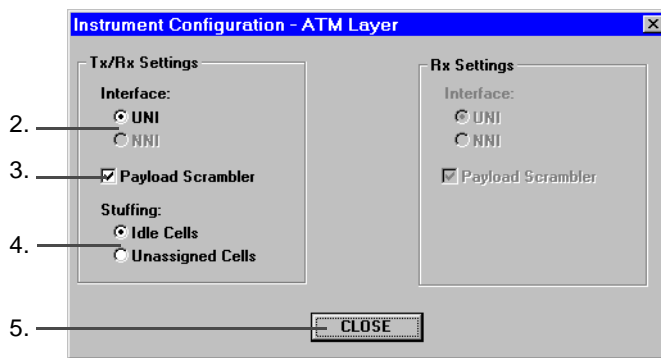 Instrument Configuration - ATM Layer
Tx/Rx Settings
Interface:
2.
UNI
NNI
3.
Payload Scrambler
Stuffing:
4.
Idle Cells
Unassigned Cells
Rx Settings
Interface:
UNI
NNI
Payload Scrambler
5.
CLOSE